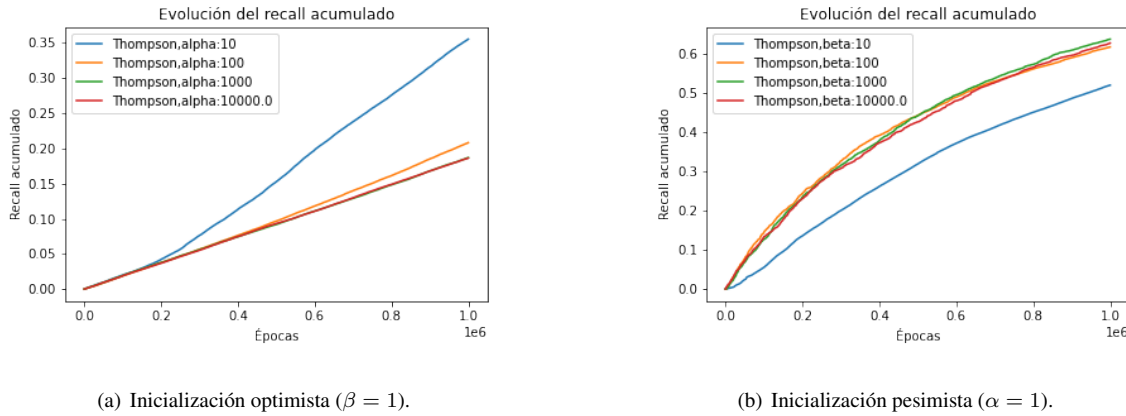 Evolución del recall acumulado
Thompson,alpha:10
Thompson,alpha:100
Thompson,alpha:1000
Thompson,alpha:10000.0
Recall acumulado
0.35
0.30
0.25
0.20
0.15
0.10
0.05
0.00
0.0 0.2 0.4 0.6 0.8 1.0
1e6
Épocas
(a) Inicialización optimista (β = 1).
Evolución del recall acumulado
Thompson,beta:10
Thompson,beta:100
Thompson,beta:1000
Thompson,beta:10000.0
Recall acumulado
0.6
0.5
0.4
0.3
0.2
0.1
0.0
0.0 0.2 0.4 0.6 0.8 1.0
1e6
Épocas
(b) Inicialización pesimista (α = 1).